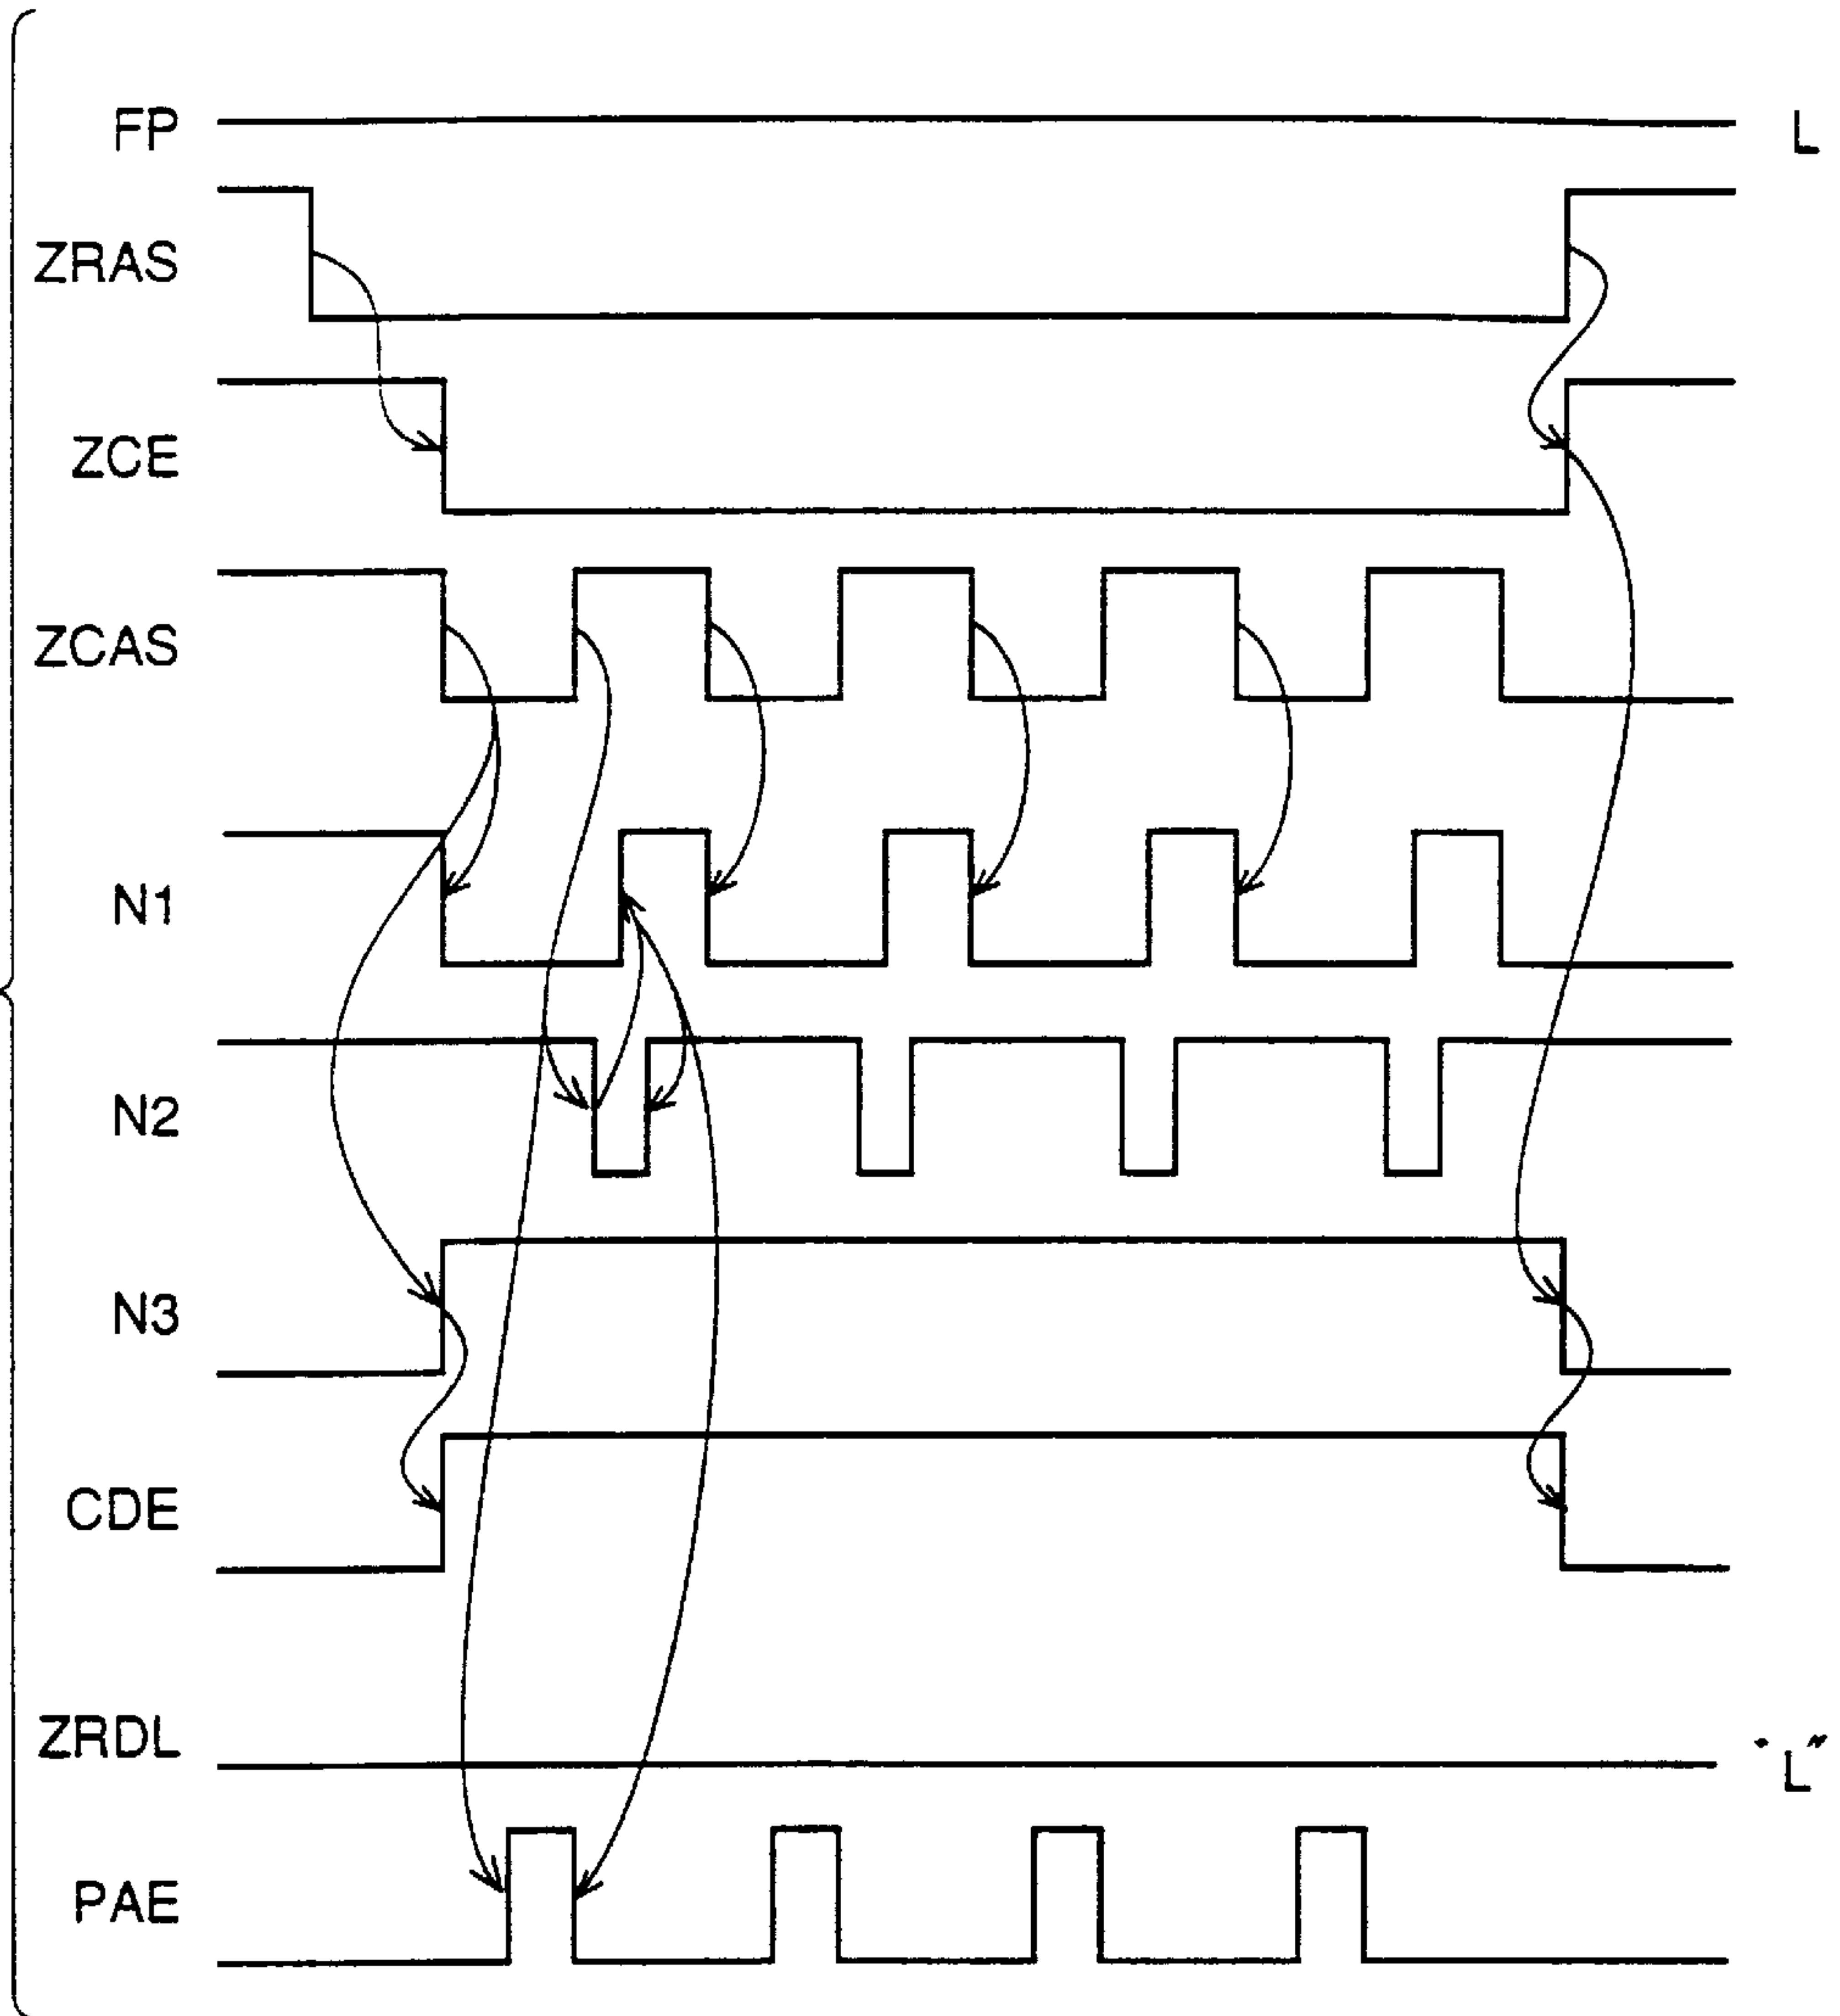 FP L
ZRAS
ZCE
ZCAS
N1
N2
N3
CDE
ZRDL "L"
PAE